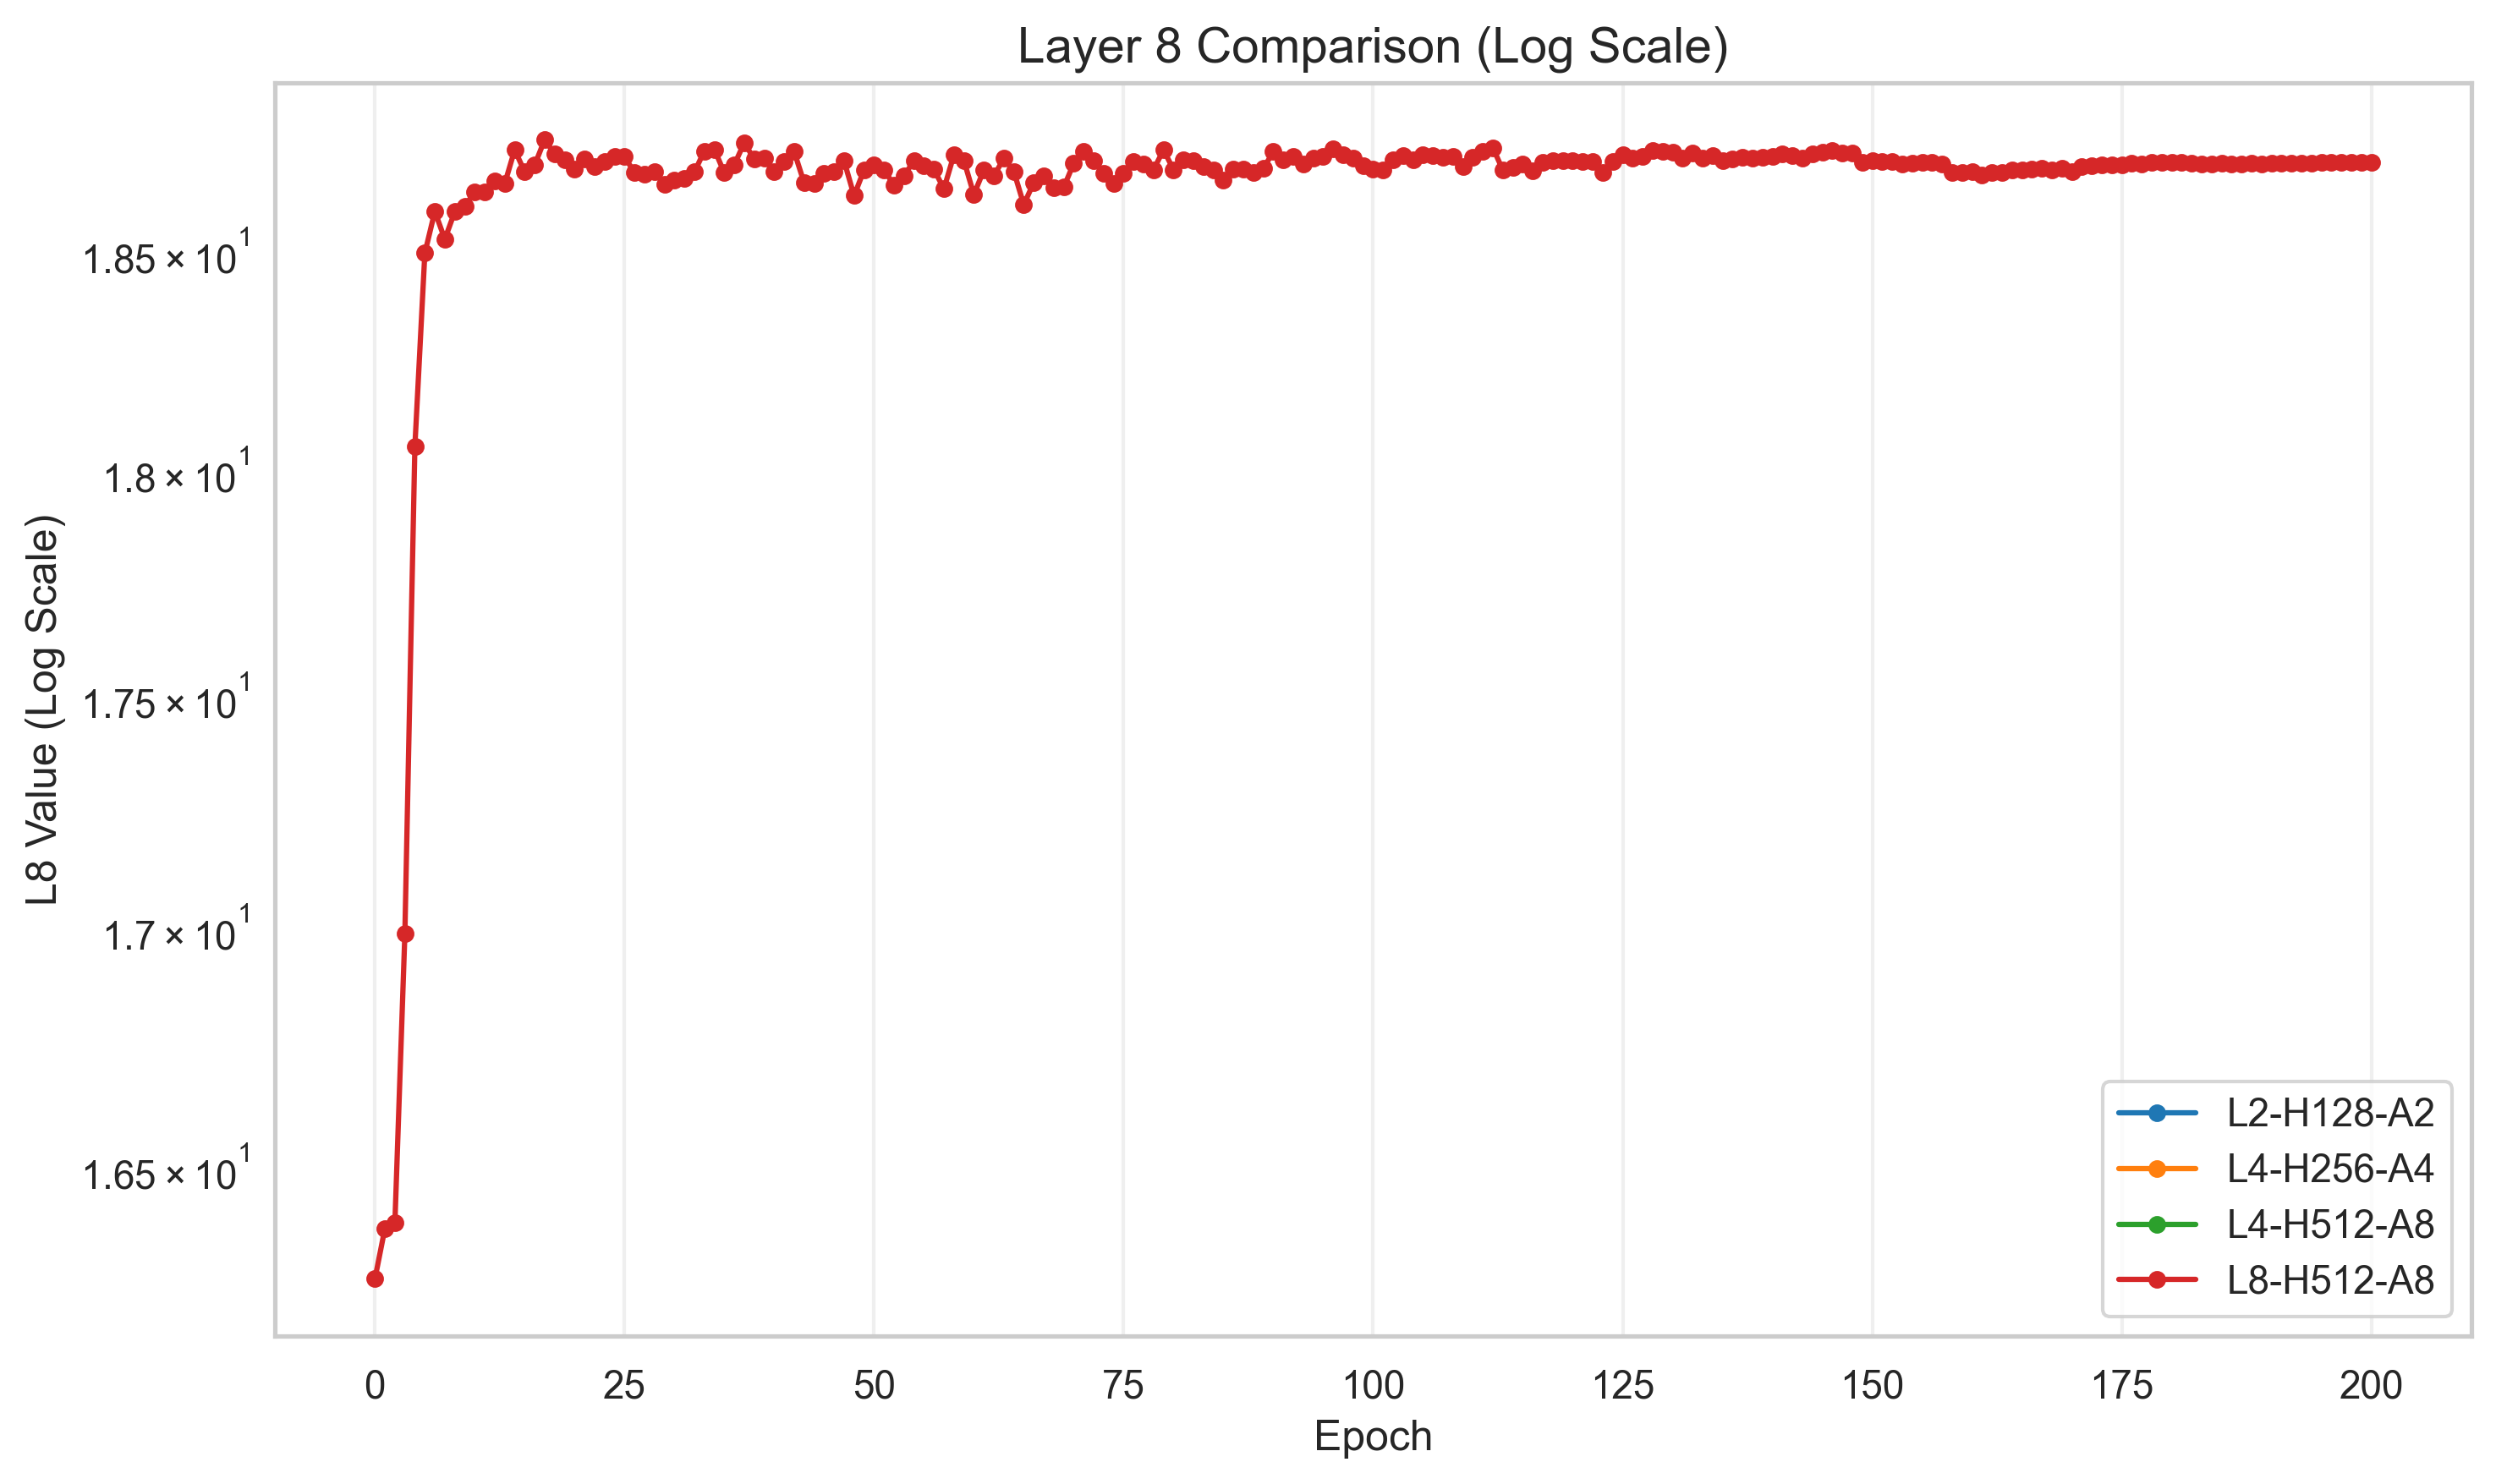 Layer 8 Comparison (Log Scale)
L8 Value (Log Scale)
1.85 × 10^1
1.8 × 10^1
1.75 × 10^1
1.7 × 10^1
1.65 × 10^1
L2-H128-A2
L4-H256-A4
L4-H512-A8
L8-H512-A8
0 25 50 75 100 125 150 175 200
Epoch